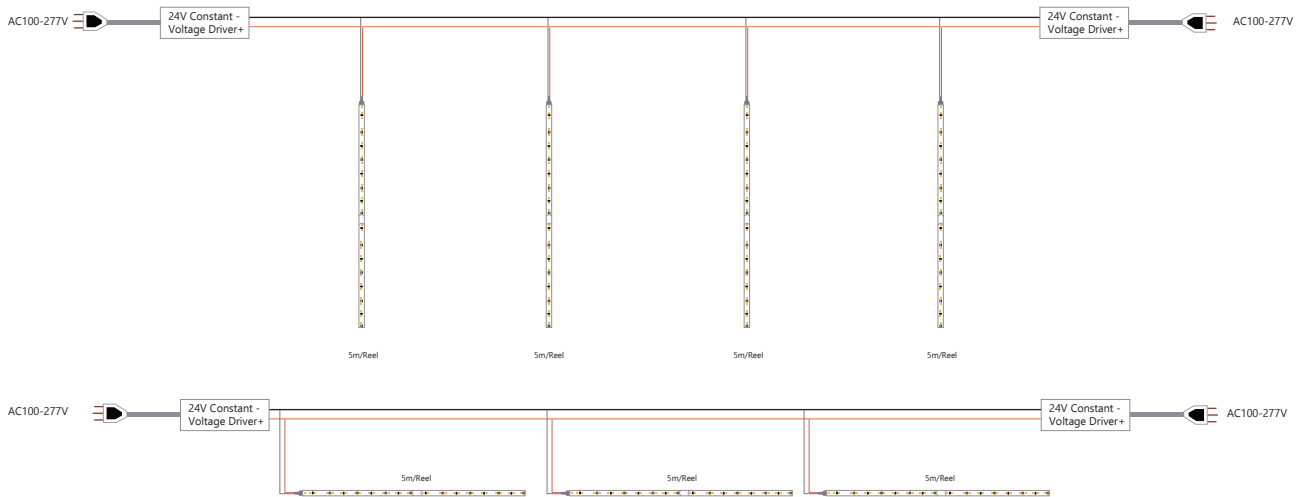 AC100-277V
24V Constant -
Voltage Driver+
24V Constant -
Voltage Driver+
AC100-277V
5m/Reel
5m/Reel
5m/Reel
5m/Reel
AC100-277V
24V Constant -
Voltage Driver+
24V Constant -
Voltage Driver+
AC100-277V
5m/Reel
5m/Reel
5m/Reel